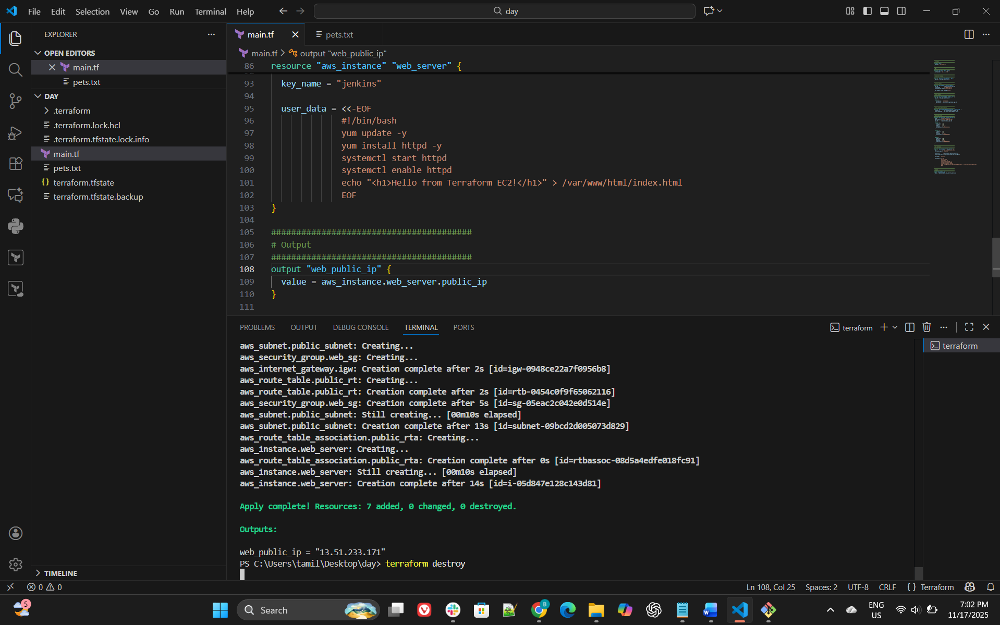 File Edit Selection View Go Run Terminal Help
day
EXPLORER
OPEN EDITORS
main.tf
pets.txt
DAY
.terraform
.terraform.lock.hcl
.terraform.tfstate.lock.info
main.tf
pets.txt
terraform.tfstate
terraform.tfstate.backup
TIMELINE
main.tf
pets.txt
main.tf > output "web_public_ip"
86 resource "aws_instance" "web_server" {
93 key_name = "jenkins"
94
95 user_data = <<-EOF
96 #!/bin/bash
97 yum update -y
98 yum install httpd -y
99 systemctl start httpd
100 systemctl enable httpd
101 echo "<h1>Hello from Terraform EC2!</h1>" > /var/www/html/index.html
102 EOF
103 }
104
105 ########################################
106 # Output
107 ########################################
108 output "web_public_ip" {
109 value = aws_instance.web_server.public_ip
110 }
111
PROBLEMS OUTPUT DEBUG CONSOLE TERMINAL PORTS
terraform
terraform
aws_subnet.public_subnet: Creating...
aws_security_group.web_sg: Creating...
aws_internet_gateway.igw: Creation complete after 2s [id=igw-0948ce22a7f0956b8]
aws_route_table.public_rt: Creating...
aws_route_table.public_rt: Creation complete after 2s [id=rtb-0454c0f9f65062116]
aws_security_group.web_sg: Creation complete after 5s [id=sg-05eac2c042e0d514e]
aws_subnet.public_subnet: Still creating... [00m10s elapsed]
aws_subnet.public_subnet: Creation complete after 13s [id=subnet-09bcd2d005073d829]
aws_route_table_association.public_rta: Creating...
aws_instance.web_server: Creating...
aws_route_table_association.public_rta: Creation complete after 0s [id=rtbassoc-08d5a4edfe018fc91]
aws_instance.web_server: Still creating... [00m10s elapsed]
aws_instance.web_server: Creation complete after 14s [id=i-05d847e128c143d81]
Apply complete! Resources: 7 added, 0 changed, 0 destroyed.
Outputs:
web_public_ip = "13.51.233.171"
PS C:\Users\tamil\Desktop\day> terraform destroy
0 0
Ln 108, Col 25 Spaces: 2 UTF-8 CRLF {} Terraform
5
Search
B
ENG
US
7:02 PM
11/17/2025